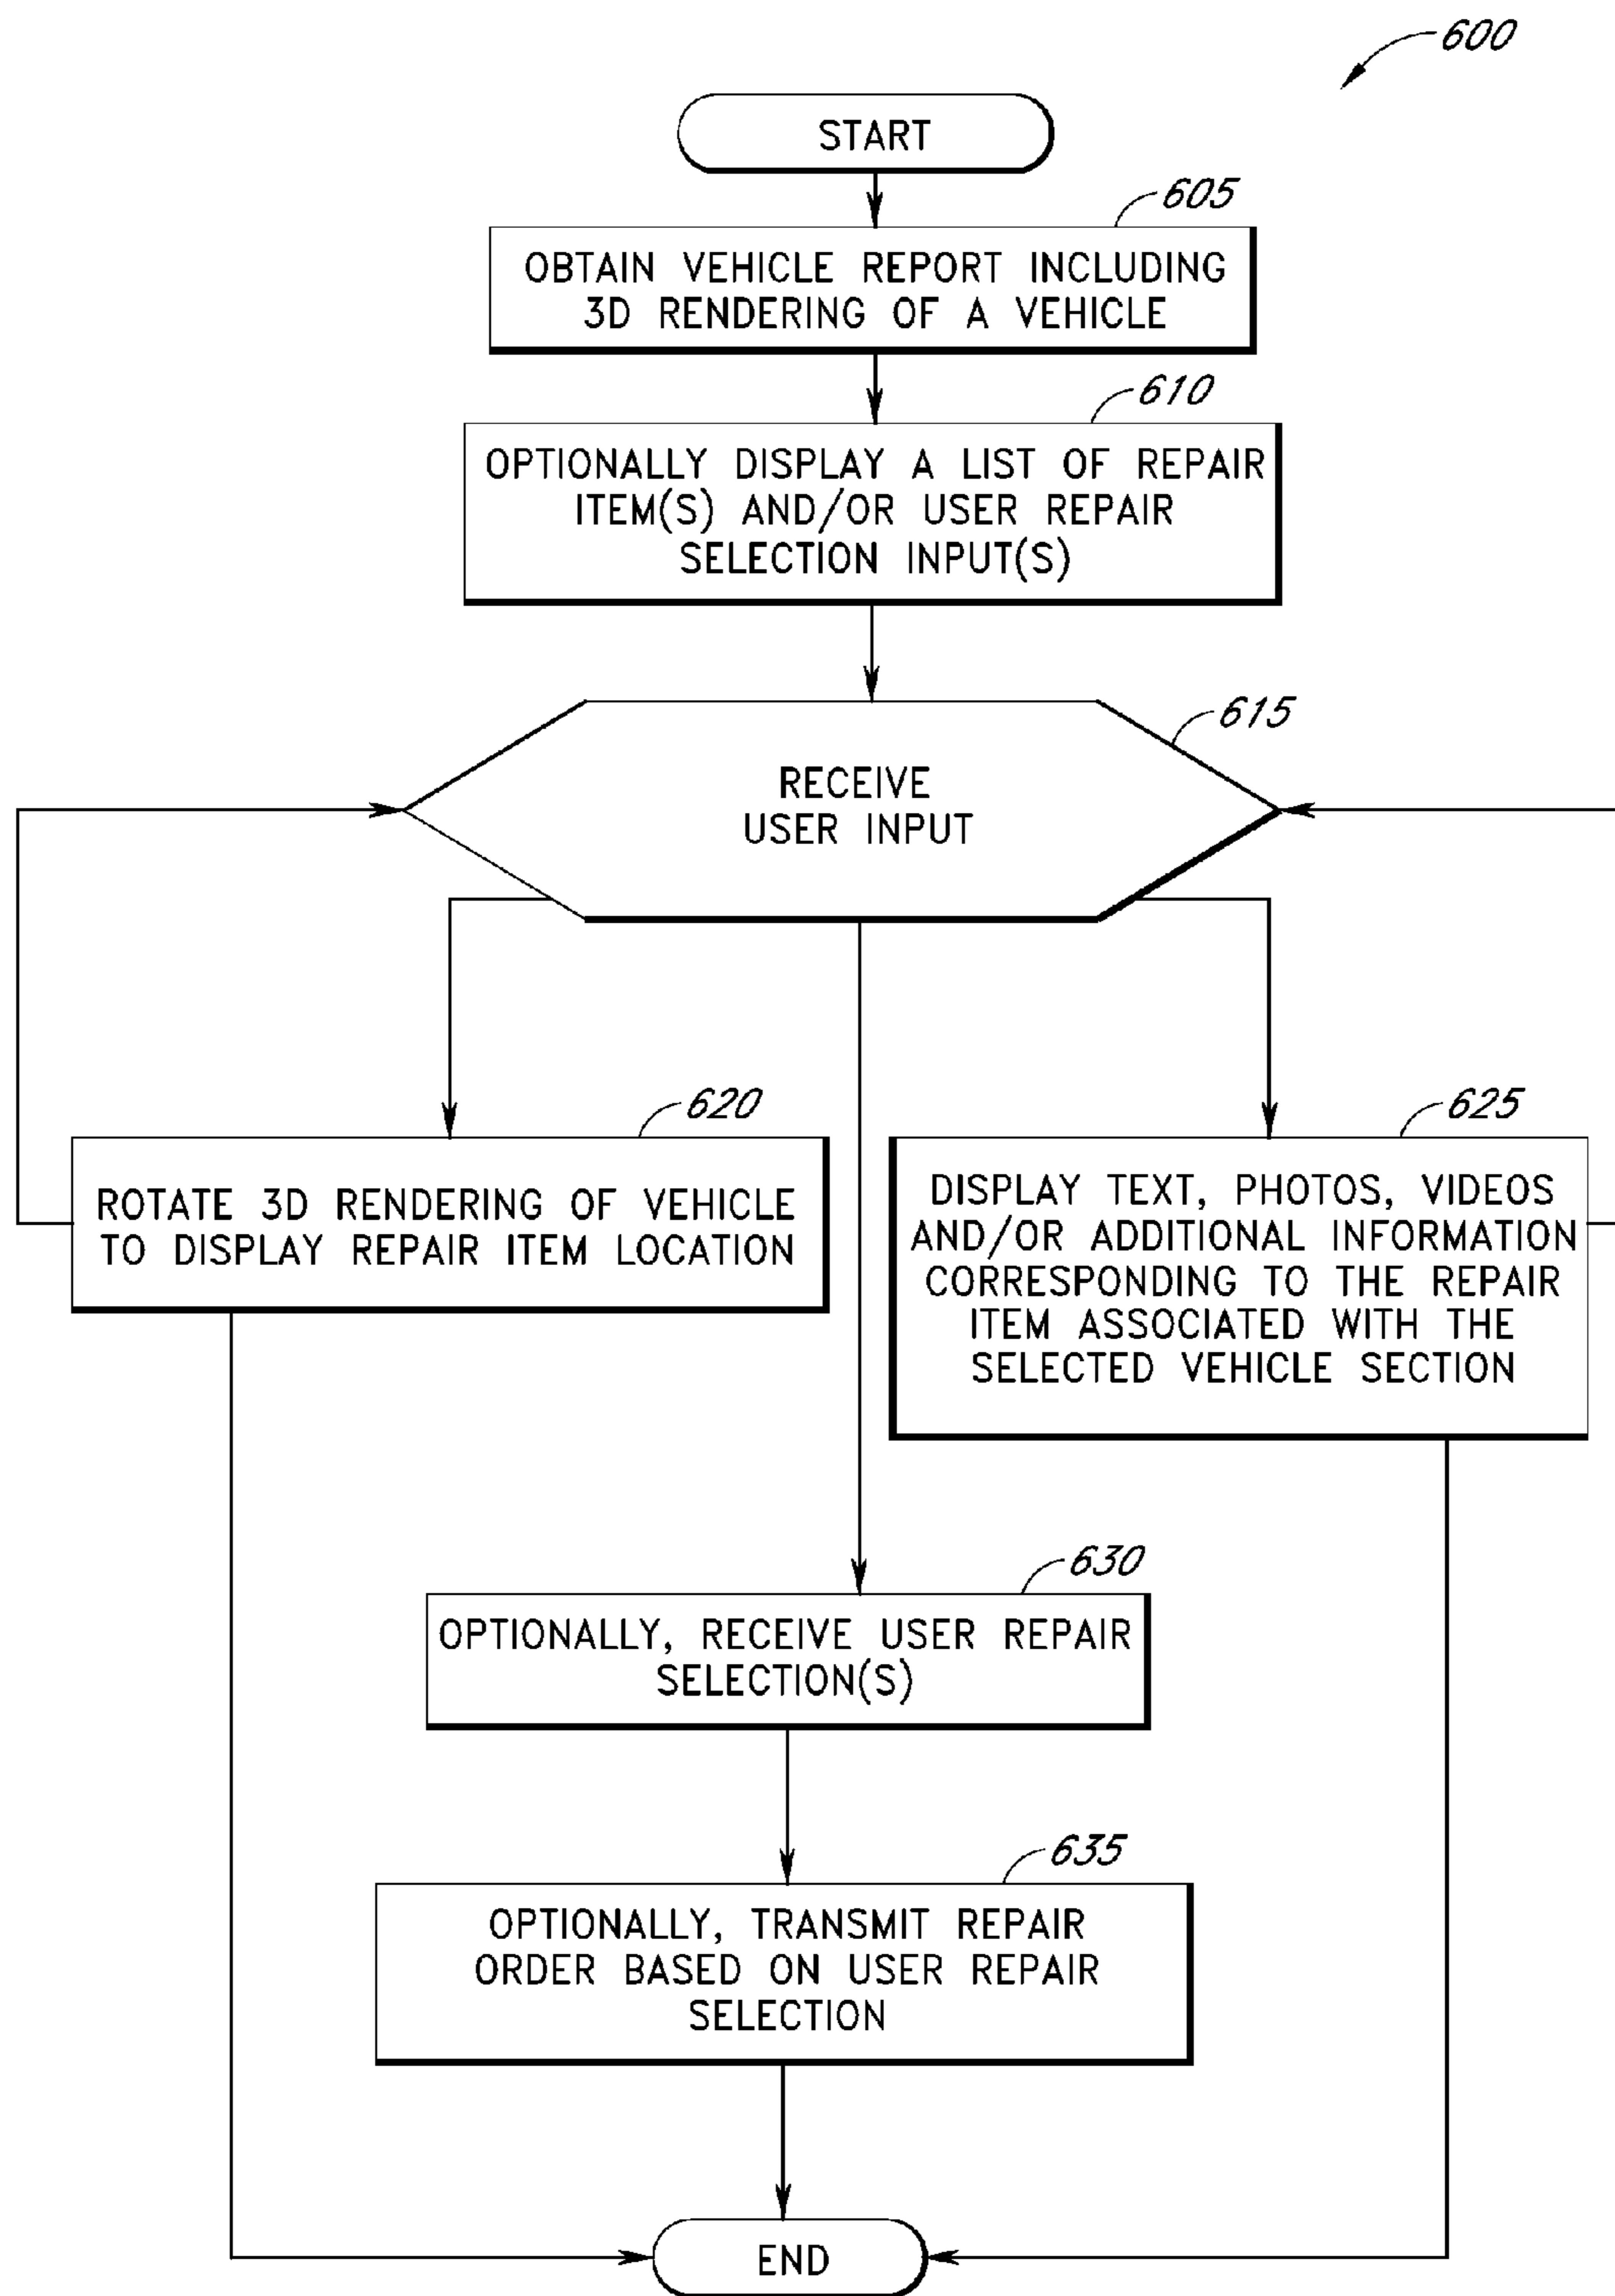 600
START
605
OBTAIN VEHICLE REPORT INCLUDING
3D RENDERING OF A VEHICLE
610
OPTIONALLY DISPLAY A LIST OF REPAIR
ITEM(S) AND/OR USER REPAIR
SELECTION INPUT(S)
615
RECEIVE
USER INPUT
620
ROTATE 3D RENDERING OF VEHICLE
TO DISPLAY REPAIR ITEM LOCATION
625
DISPLAY TEXT, PHOTOS, VIDEOS
AND/OR ADDITIONAL INFORMATION
CORRESPONDING TO THE REPAIR
ITEM ASSOCIATED WITH THE
SELECTED VEHICLE SECTION
630
OPTIONALLY, RECEIVE USER REPAIR
SELECTION(S)
635
OPTIONALLY, TRANSMIT REPAIR
ORDER BASED ON USER REPAIR
SELECTION
END